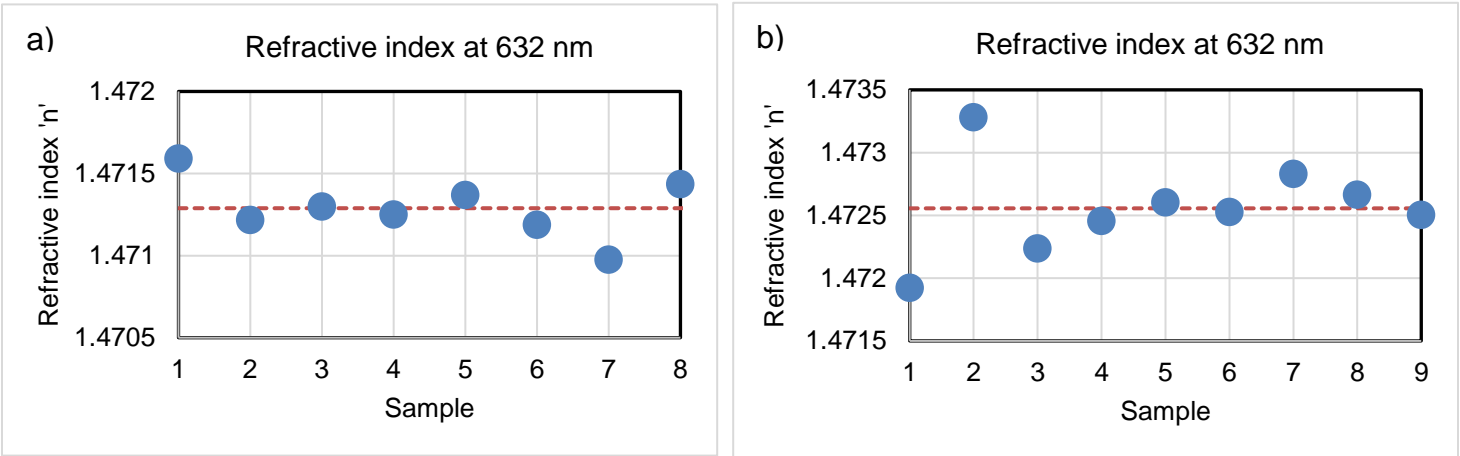 a)
Refractive index at 632 nm
Refractive index 'n'
1.472
1.4715
1.471
1.4705
1 2 3 4 5 6 7 8
Sample
b)
Refractive index at 632 nm
Refractive index 'n'
1.4735
1.473
1.4725
1.472
1.4715
1 2 3 4 5 6 7 8 9
Sample